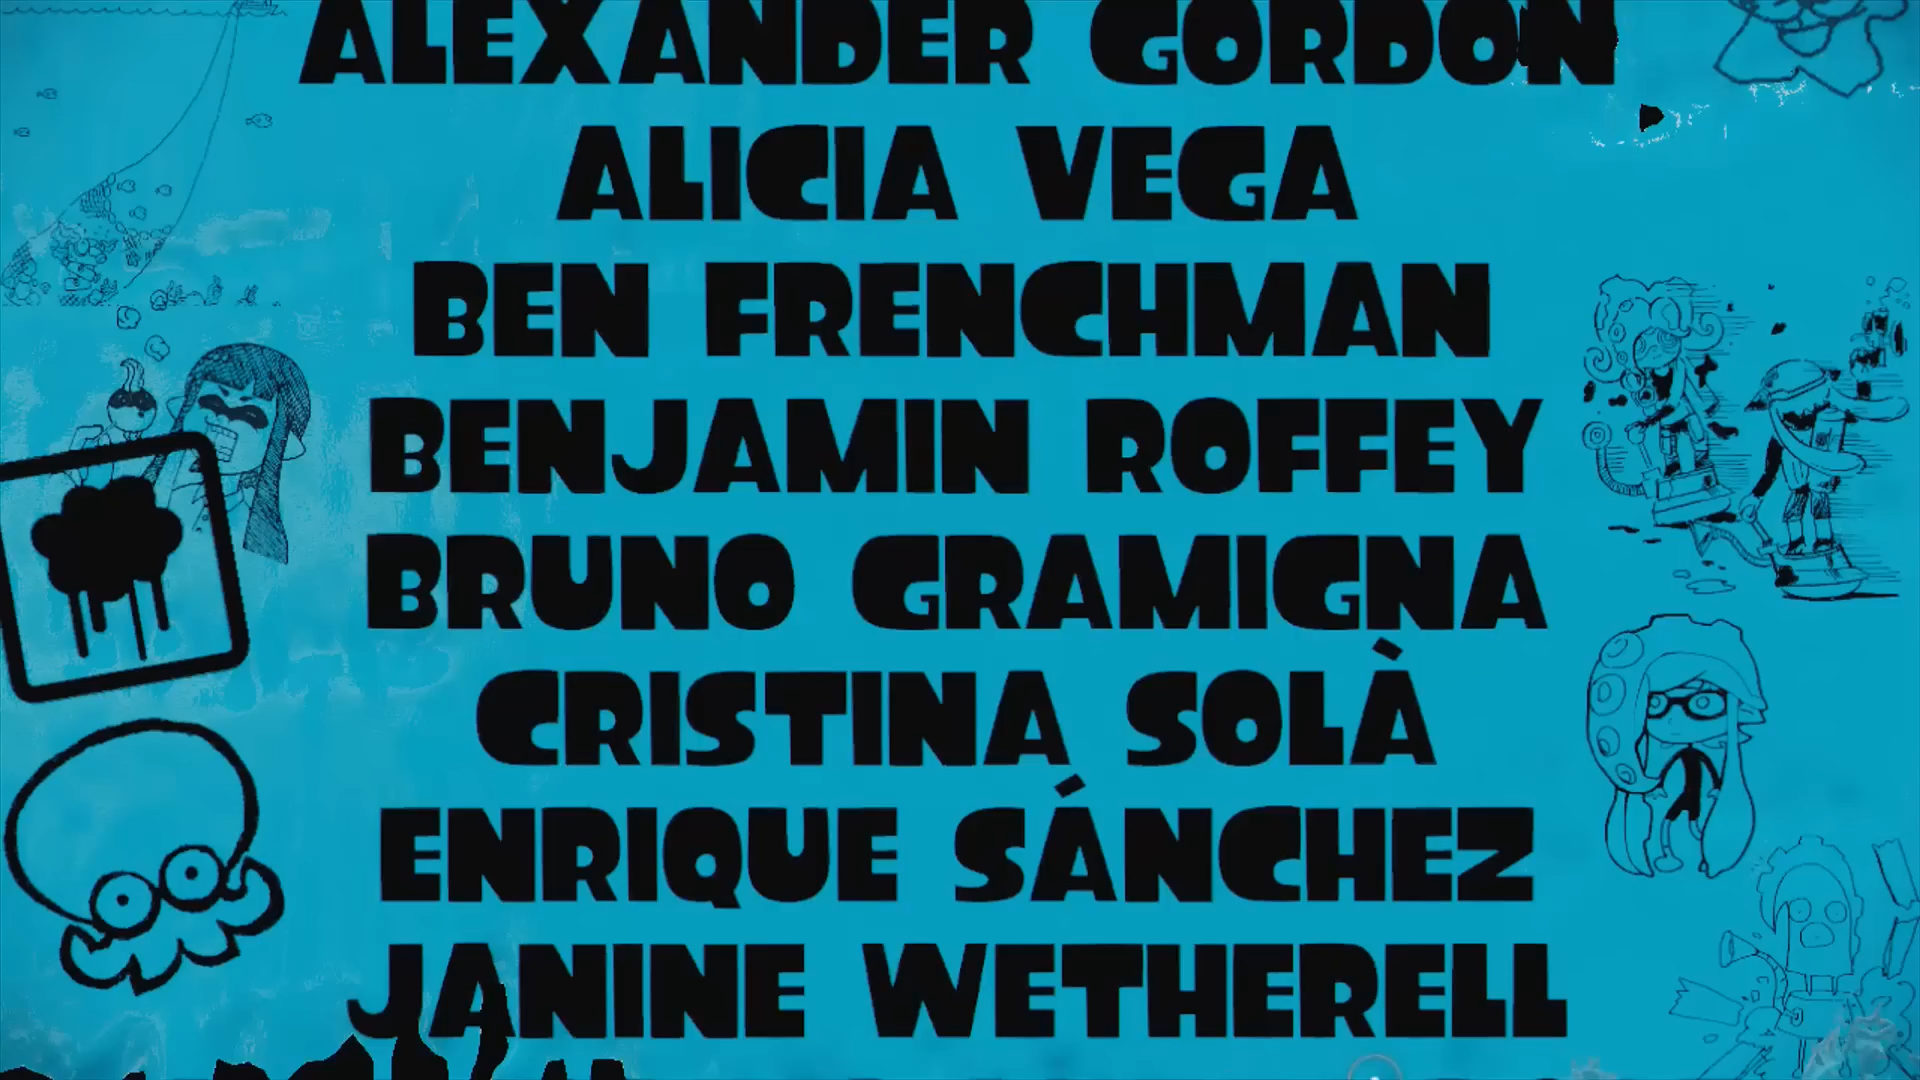 ALEXANDER GORDON
ALICIA VEGA
BEN FRENCHMAN
BENJAMIN ROFFEY
BRUNO GRAMIGNA
CRISTINA SOLÀ
ENRIQUE SÁNCHEZ
JANINE WETHERELL